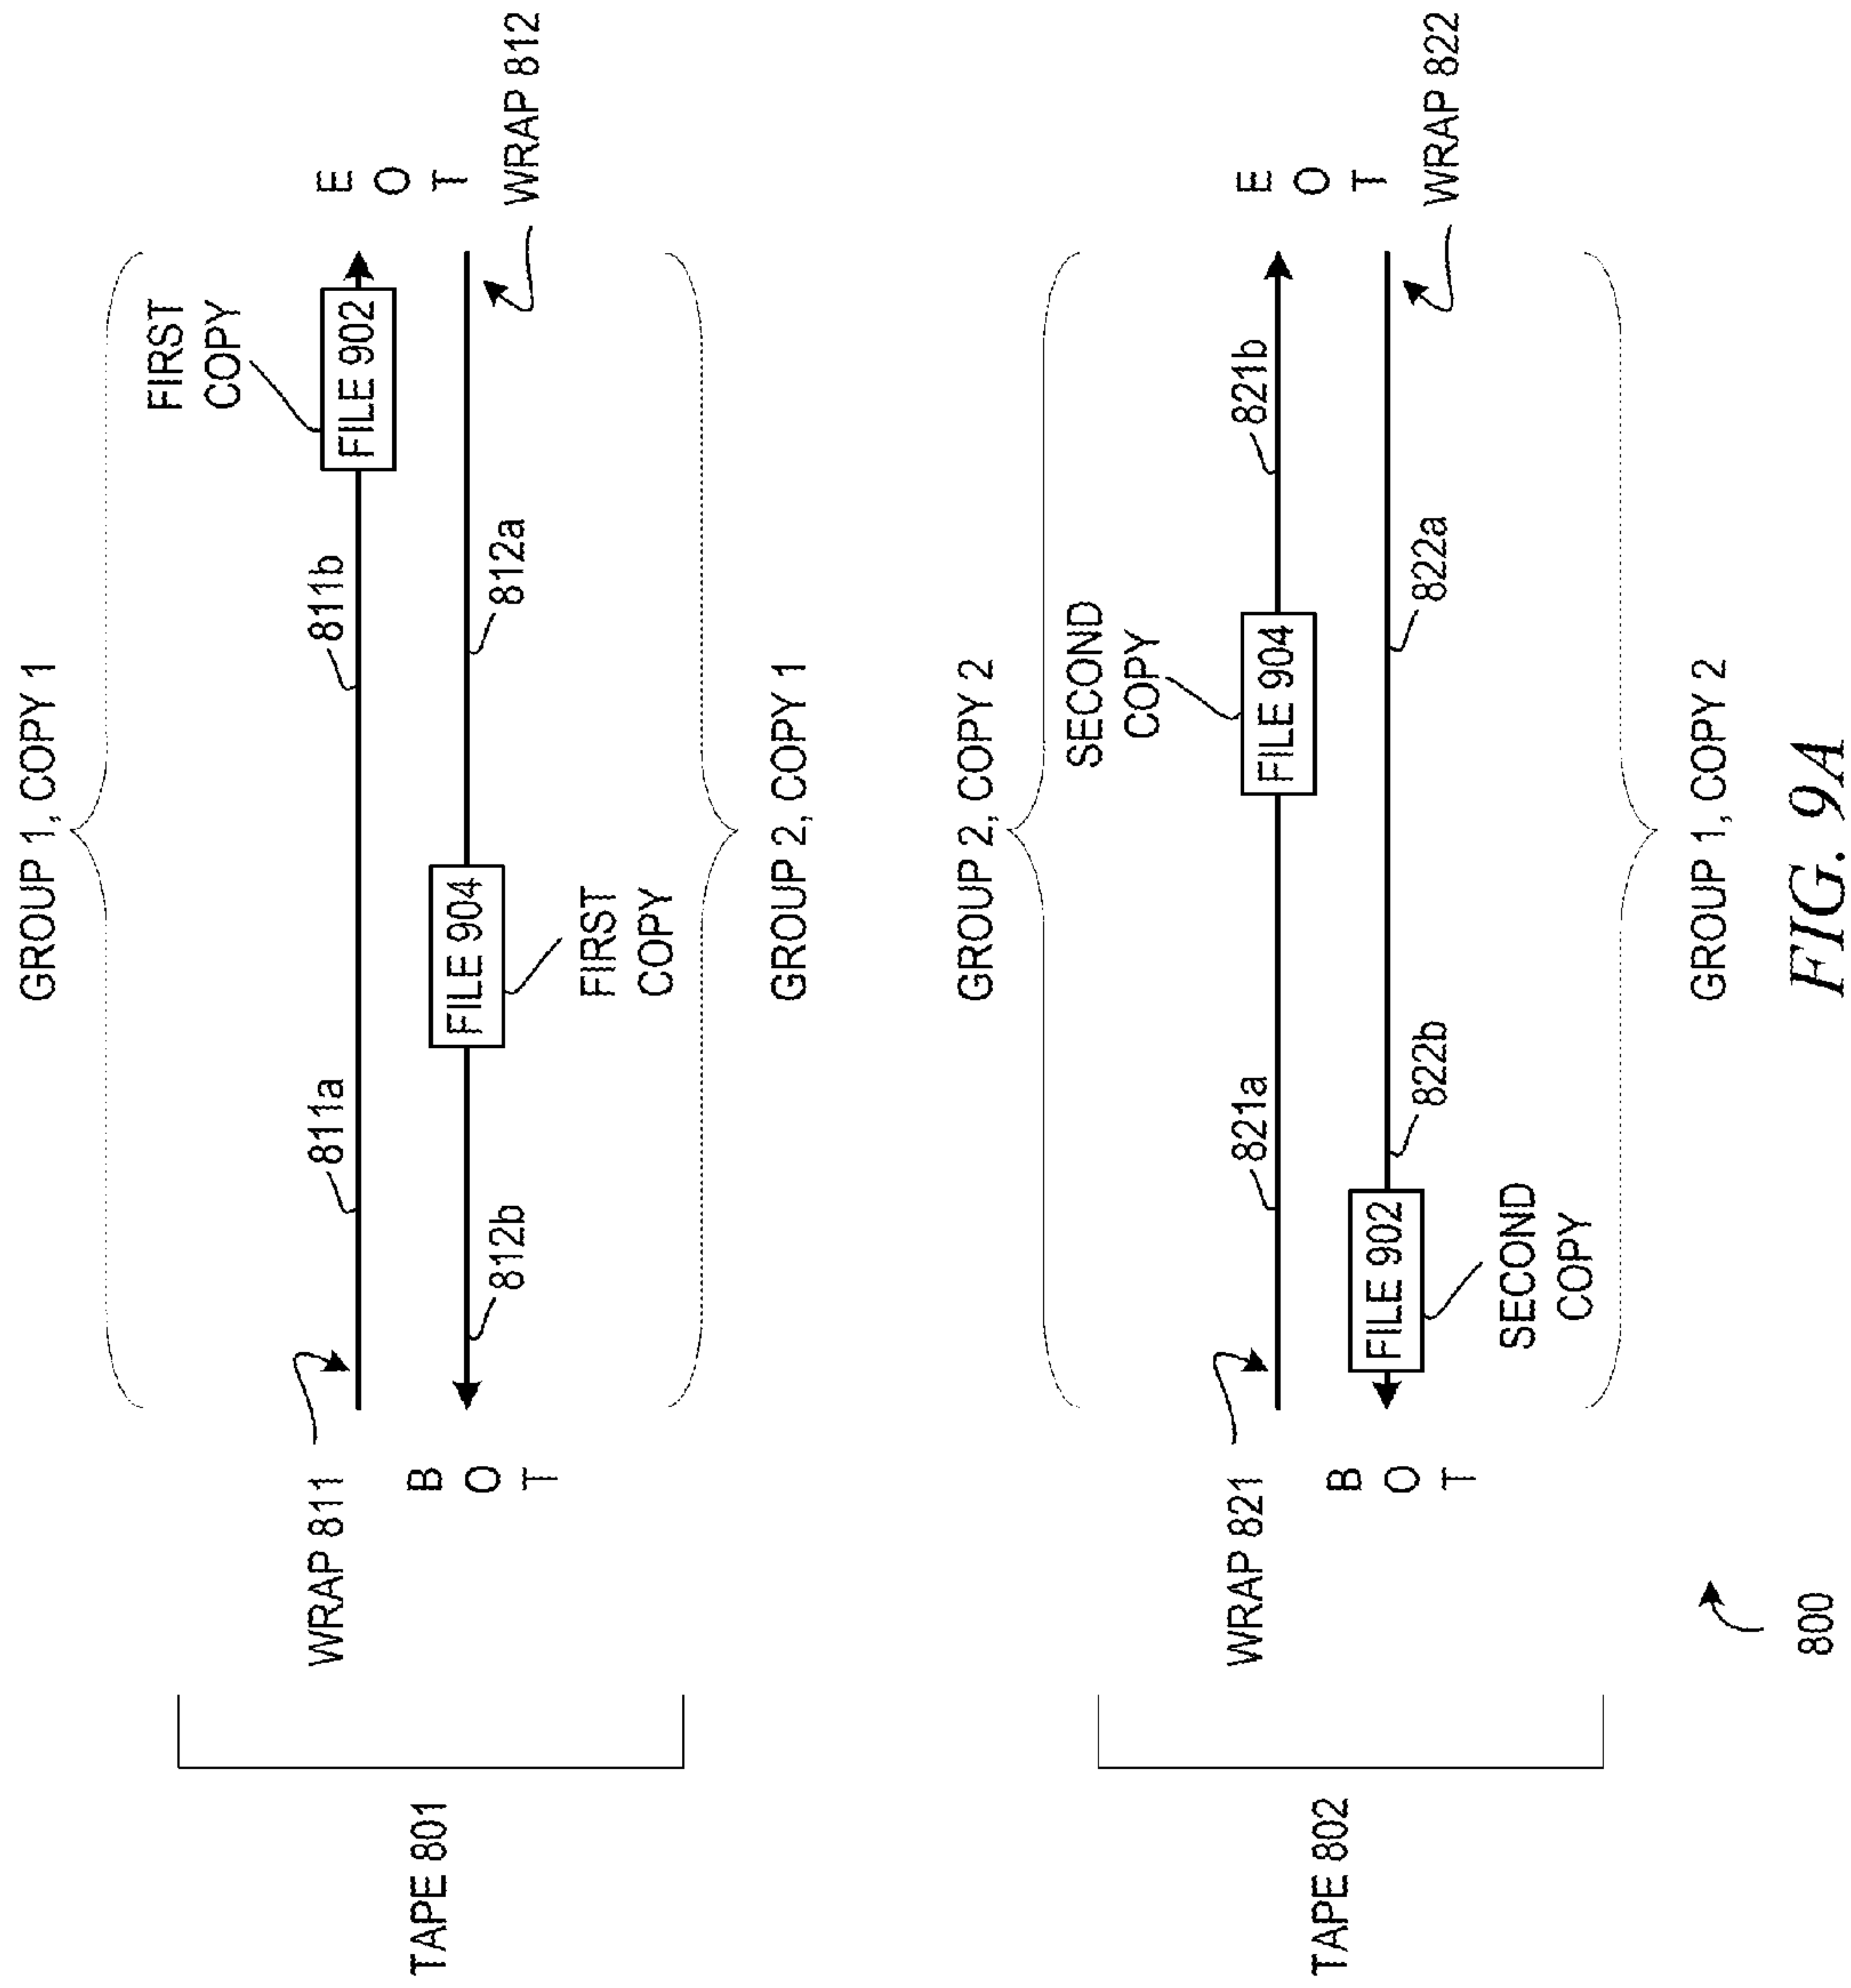 GROUP 1, COPY 1
FIRST
COPY
WRAP 811
811a
811b
FILE 902
E
O
T
TAPE 801
B
O
T
812b
FILE 904
812a
WRAP 812
FIRST
COPY
GROUP 2, COPY 1
GROUP 2, COPY 2
SECOND
COPY
WRAP 821
821a
FILE 904
821b
E
O
T
TAPE 802
B
O
T
FILE 902
822b
822a
WRAP 822
SECOND
COPY
GROUP 1, COPY 2
800
FIG. 9A